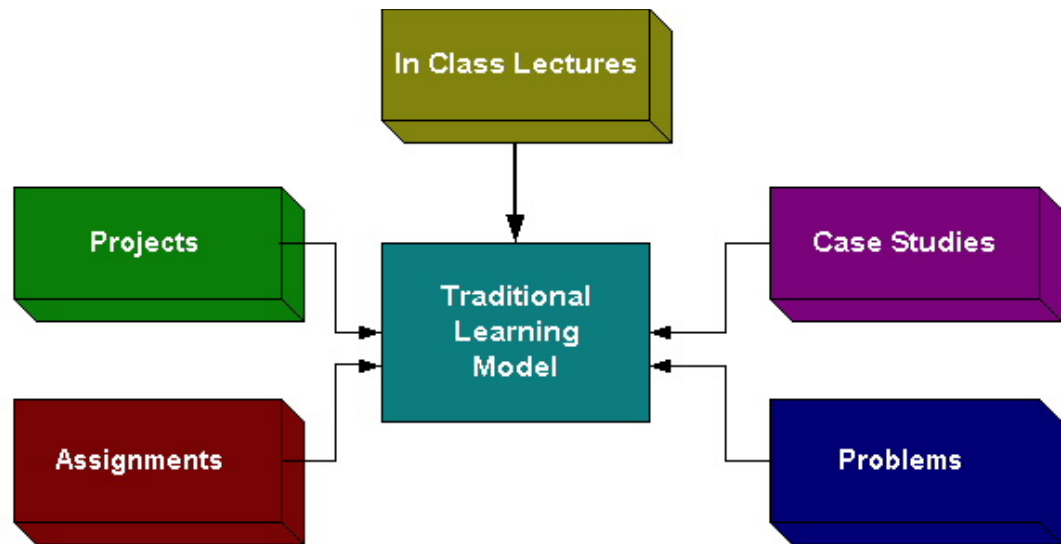 In Class Lectures
Projects
Case Studies
Traditional
Learning
Model
Assignments
Problems